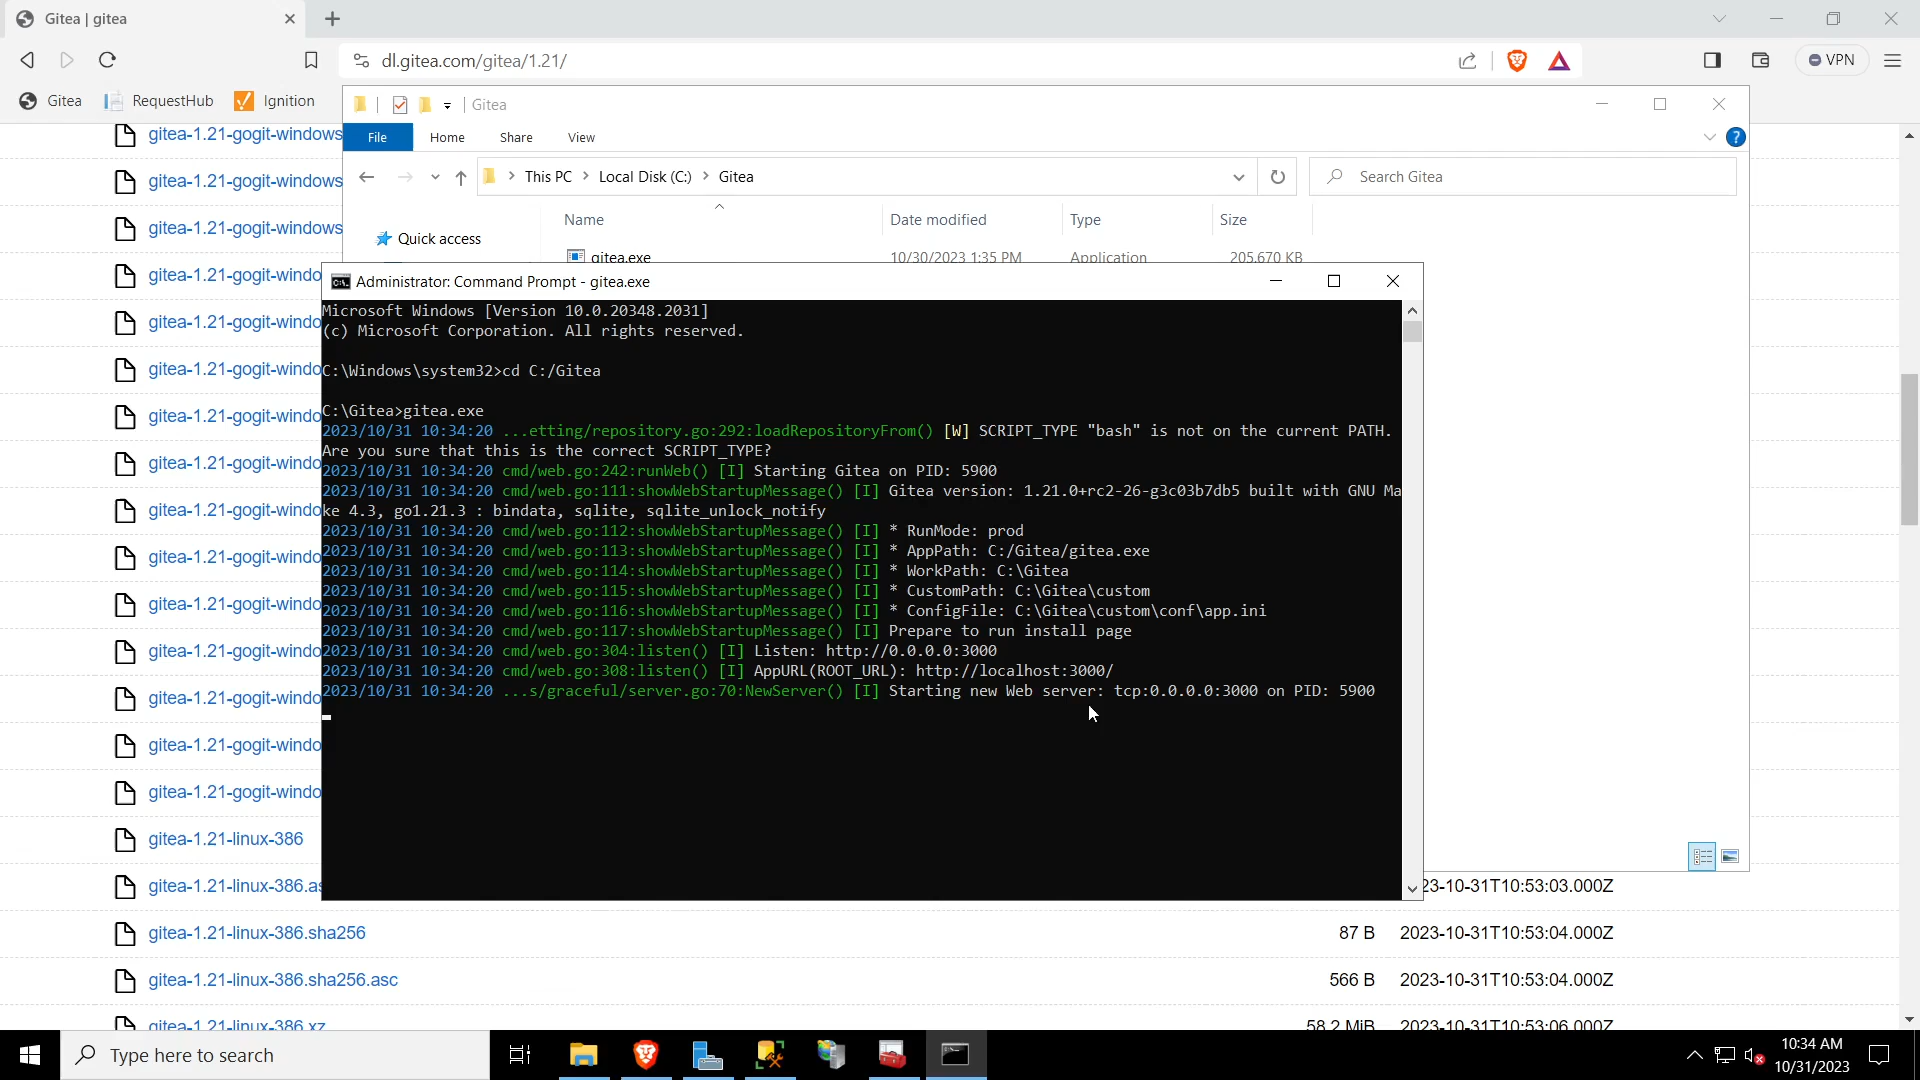 Gitea | gitea
dl.gitea.com/gitea/1.21/
VPN
Gitea RequestHub Ignition
Gitea
File Home Share View
This PC Local Disk (C:) Gitea
Search Gitea
Name Date modified Type Size
Quick access
gitea.exe 10/30/2023 1:35 PM Application 205,670 KB
Administrator: Command Prompt - gitea.exe
Microsoft Windows [Version 10.0.20348.2031]
(c) Microsoft Corporation. All rights reserved.
C:\Windows\system32>cd C:/Gitea
C:\Gitea>gitea.exe
2023/10/31 10:34:20 ...etting/repository.go:292:loadRepositoryFrom() [W] SCRIPT_TYPE "bash" is not on the current PATH.
Are you sure that this is the correct SCRIPT_TYPE?
2023/10/31 10:34:20 cmd/web.go:242:runWeb() [I] Starting Gitea on PID: 5900
2023/10/31 10:34:20 cmd/web.go:111:showWebStartupMessage() [I] Gitea version: 1.21.0+rc2-26-g3c03b7db5 built with GNU Ma
ke 4.3, go1.21.3 : bindata, sqlite, sqlite_unlock_notify
2023/10/31 10:34:20 cmd/web.go:112:showWebStartupMessage() [I] * RunMode: prod
2023/10/31 10:34:20 cmd/web.go:113:showWebStartupMessage() [I] * AppPath: C:/Gitea/gitea.exe
2023/10/31 10:34:20 cmd/web.go:114:showWebStartupMessage() [I] * WorkPath: C:\Gitea
2023/10/31 10:34:20 cmd/web.go:115:showWebStartupMessage() [I] * CustomPath: C:\Gitea\custom
2023/10/31 10:34:20 cmd/web.go:116:showWebStartupMessage() [I] * ConfigFile: C:\Gitea\custom\conf\app.ini
2023/10/31 10:34:20 cmd/web.go:117:showWebStartupMessage() [I] Prepare to run install page
2023/10/31 10:34:20 cmd/web.go:304:listen() [I] Listen: http://0.0.0.0:3000
2023/10/31 10:34:20 cmd/web.go:308:listen() [I] AppURL(ROOT_URL): http://localhost:3000/
2023/10/31 10:34:20 ...s/graceful/server.go:70:NewServer() [I] Starting new Web server: tcp:0.0.0.0:3000 on PID: 5900
gitea-1.21-gogit-windows
gitea-1.21-gogit-windows
gitea-1.21-gogit-windows
gitea-1.21-gogit-windo
gitea-1.21-gogit-windo
gitea-1.21-gogit-windo
gitea-1.21-gogit-windo
gitea-1.21-gogit-windo
gitea-1.21-gogit-windo
gitea-1.21-gogit-windo
gitea-1.21-gogit-windo
gitea-1.21-gogit-windo
gitea-1.21-gogit-windo
gitea-1.21-gogit-windo
gitea-1.21-gogit-windo
gitea-1.21-linux-386
gitea-1.21-linux-386.as 23-10-31T10:53:03.000Z
gitea-1.21-linux-386.sha256 87 B 2023-10-31T10:53:04.000Z
gitea-1.21-linux-386.sha256.asc 566 B 2023-10-31T10:53:04.000Z
gitea-1.21-linux-386.xz 58.2 MiB 2023-10-31T10:53:06.000Z
Type here to search
10:34 AM
10/31/2023